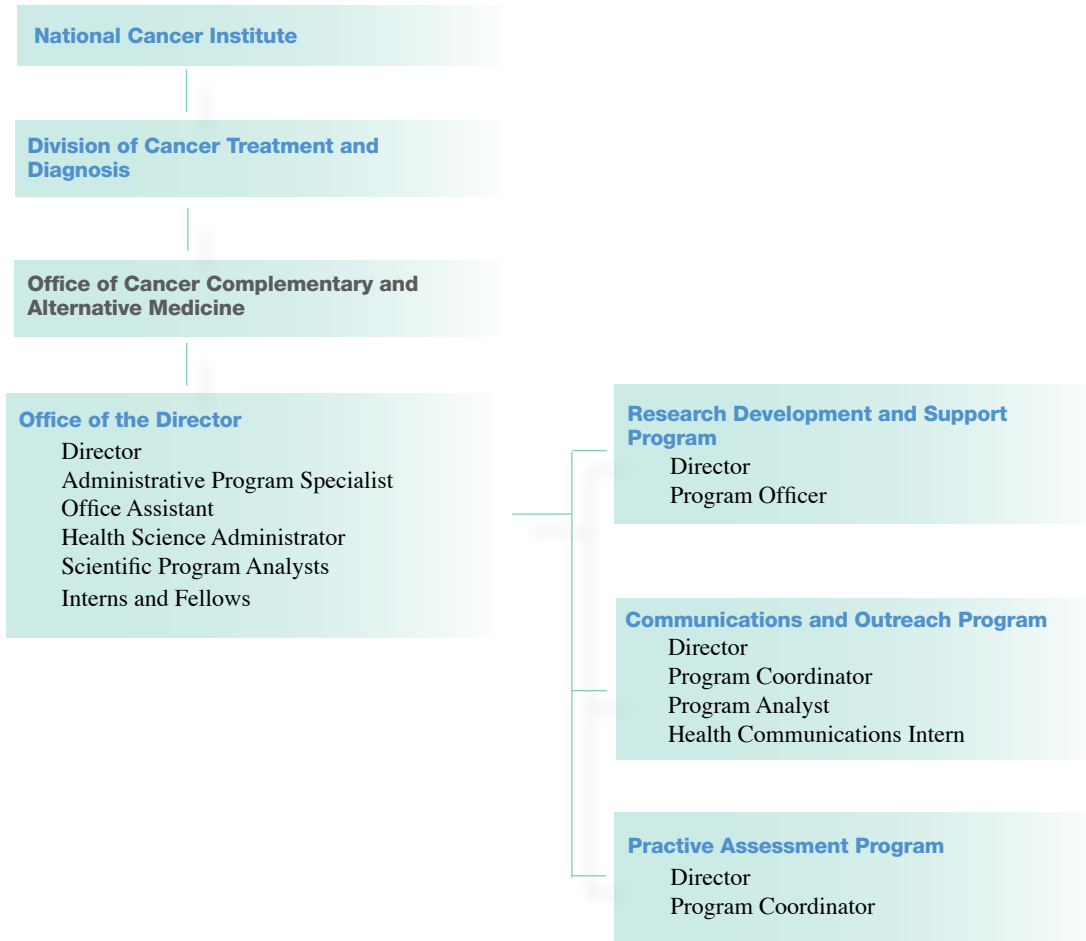 National Cancer Institute
Division of Cancer Treatment and
Diagnosis
Office of Cancer Complementary and
Alternative Medicine
Office of the Director
Director
Administrative Program Specialist
Office Assistant
Health Science Administrator
Scientific Program Analysts
Interns and Fellows
Research Development and Support
Program
Director
Program Officer
Communications and Outreach Program
Director
Program Coordinator
Program Analyst
Health Communications Intern
Practive Assessment Program
Director
Program Coordinator